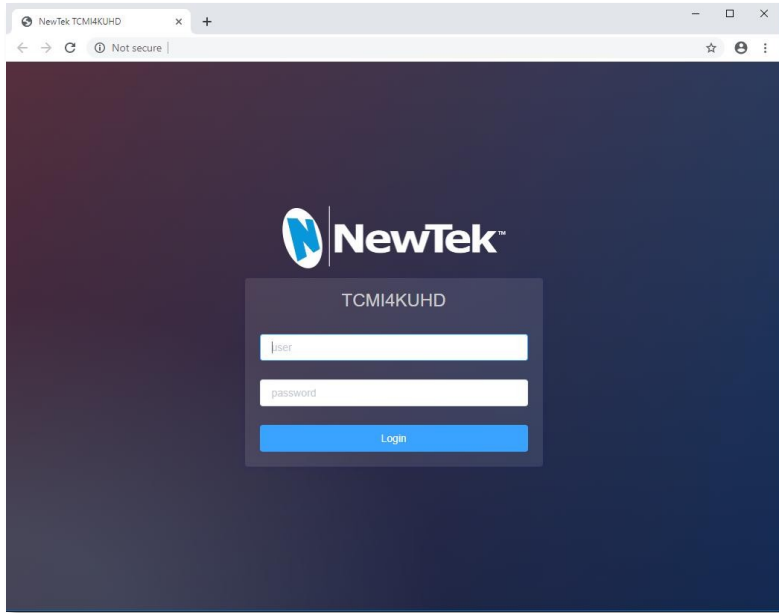 NewTek TCMI4KUHD
Not secure
NewTek™
TCMI4KUHD
user
password
Login